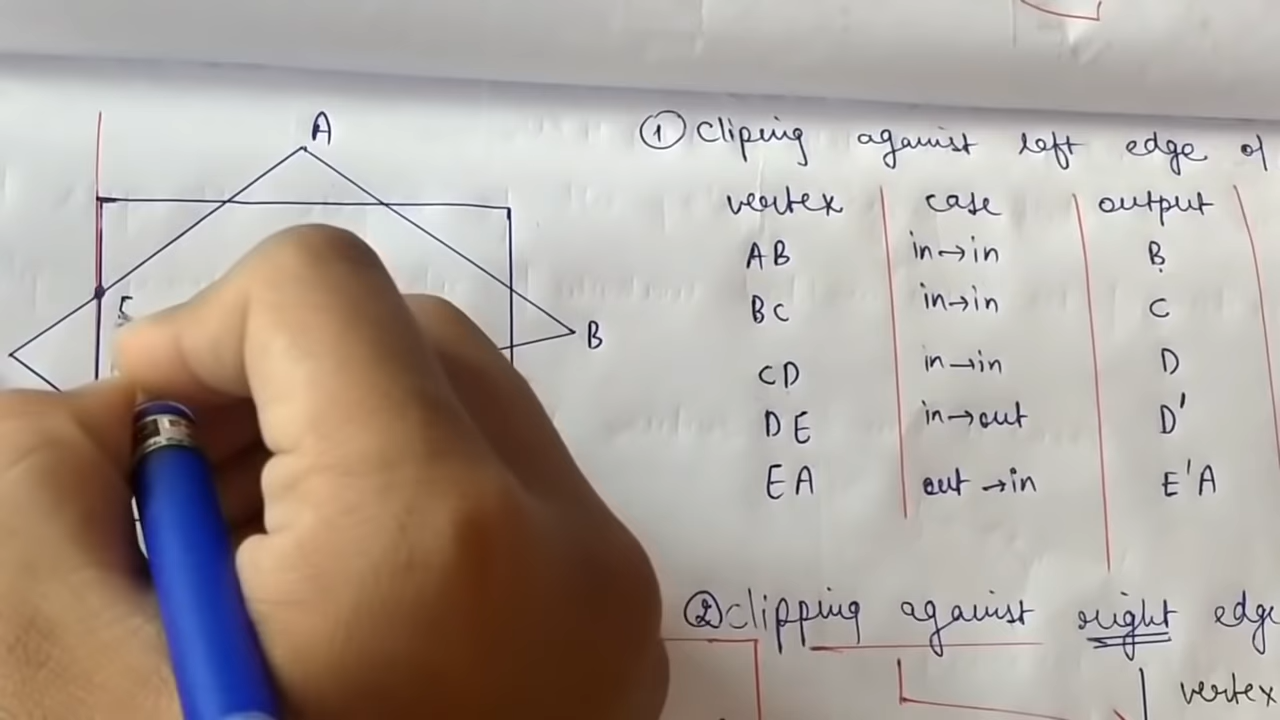 A
B
① Cliping against left edge of
vertex case output
AB in→in B
BC in→in C
CD in→in D
DE in→out D'
EA out→in E'A
② clipping against right edge
vertex